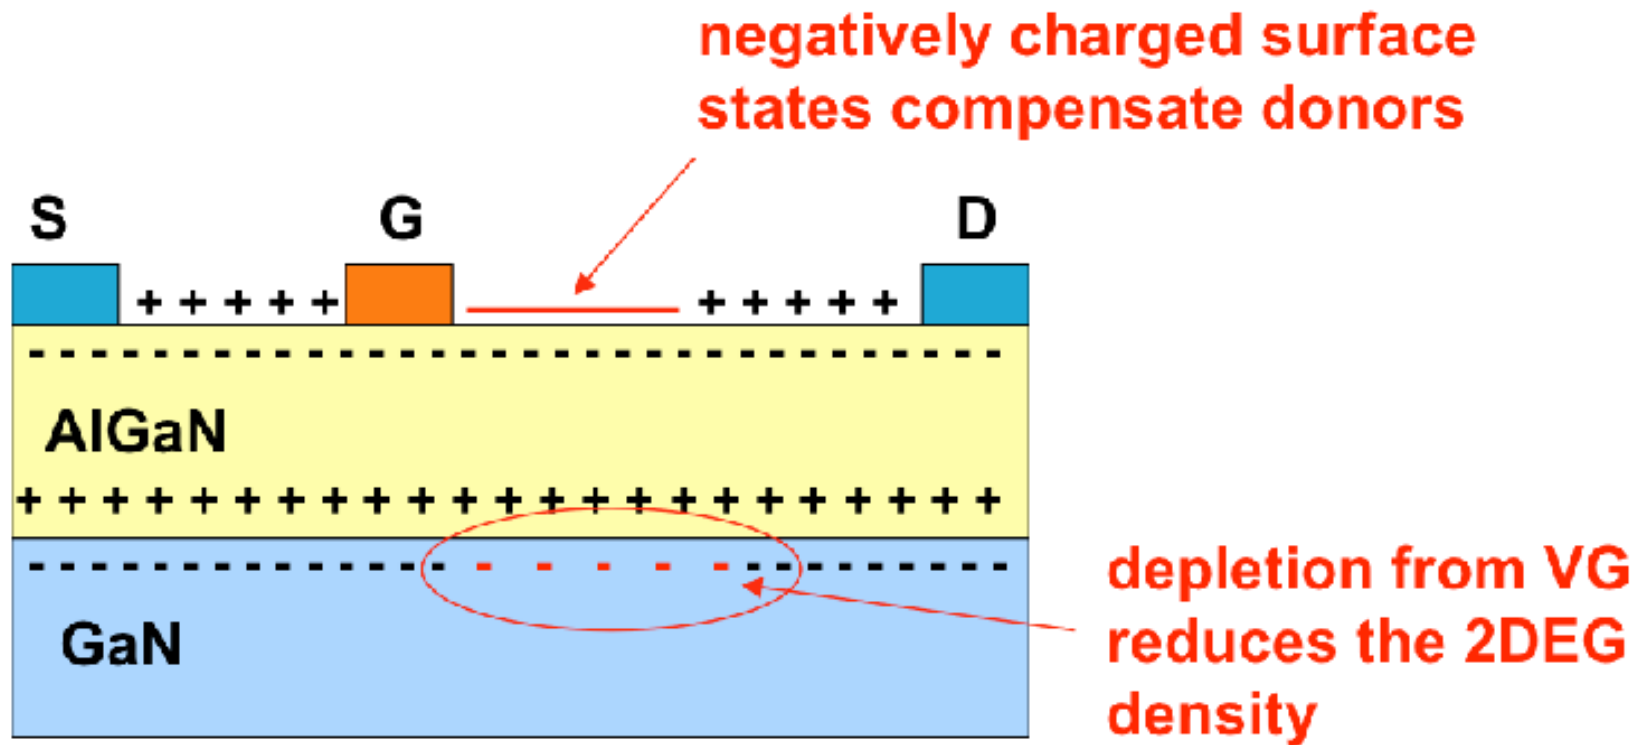 negatively charged surface
states compensate donors
S G D
+ + + + + + + + + +
- - - - - - - - - - - - - - - - - - - - - - - - - - - - - - - -
AlGaN
+ + + + + + + + + + + + + + + + + + + + + + +
- - - - - - - - - - - - - - - - - - - - - - - - - - - -
GaN
depletion from VG
reduces the 2DEG
density